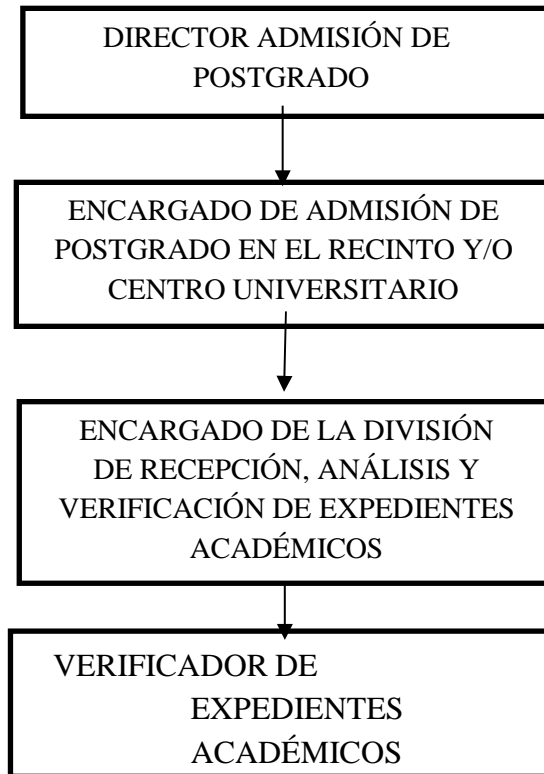 DIRECTOR ADMISIÓN DE
POSTGRADO
ENCARGADO DE ADMISIÓN DE
POSTGRADO EN EL RECINTO Y/O
CENTRO UNIVERSITARIO
ENCARGADO DE LA DIVISIÓN
DE RECEPCIÓN, ANÁLISIS Y
VERIFICACIÓN DE EXPEDIENTES
ACADÉMICOS
VERIFICADOR DE
EXPEDIENTES
ACADÉMICOS